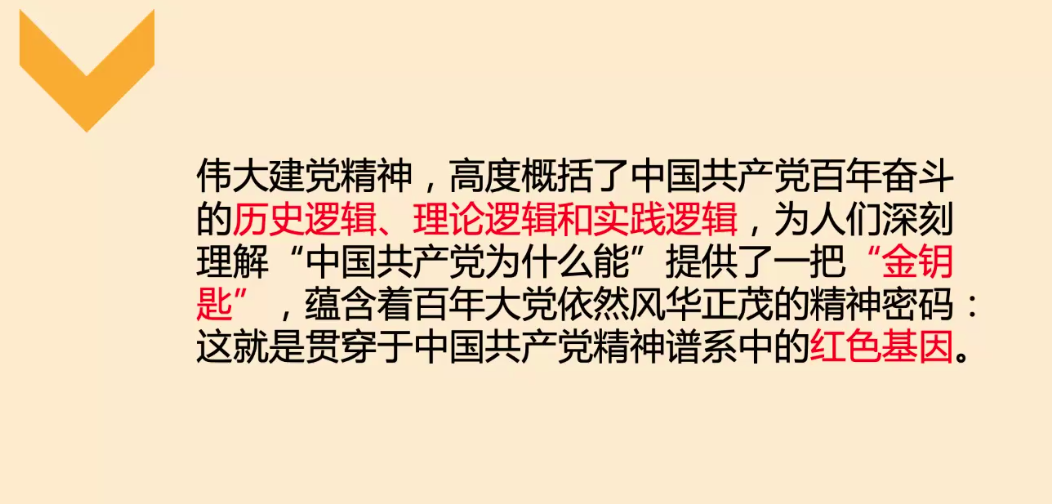 伟大建党精神，高度概括了中国共产党百年奋斗
的历史逻辑、理论逻辑和实践逻辑，为人们深刻
理解“中国共产党为什么能”提供了一把“金钥
匙”，蕴含着百年大党依然风华正茂的精神密码：
这就是贯穿于中国共产党精神谱系中的红色基因。